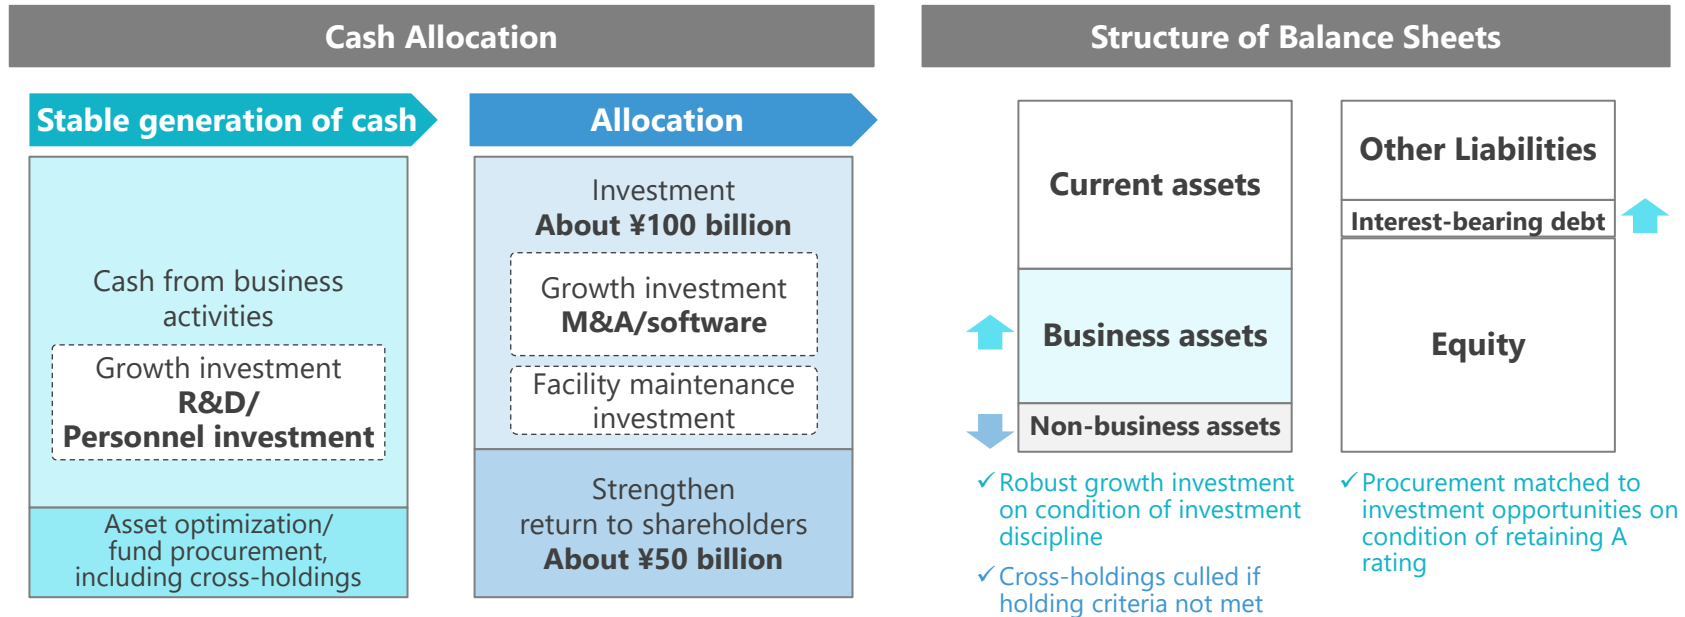 Cash Allocation
Stable generation of cash
Cash from business
activities
Growth investment
R&D/
Personnel investment
Asset optimization/
fund procurement,
including cross-holdings
Allocation
Investment
About ¥100 billion
Growth investment
M&A/software
Facility maintenance
investment
Strengthen
return to shareholders
About ¥50 billion
Structure of Balance Sheets
Current assets
Business assets
Non-business assets
✓Robust growth investment
on condition of investment
discipline
✓Cross-holdings culled if
holding criteria not met
Other Liabilities
Interest-bearing debt
Equity
✓Procurement matched to
investment opportunities on
condition of retaining A
rating